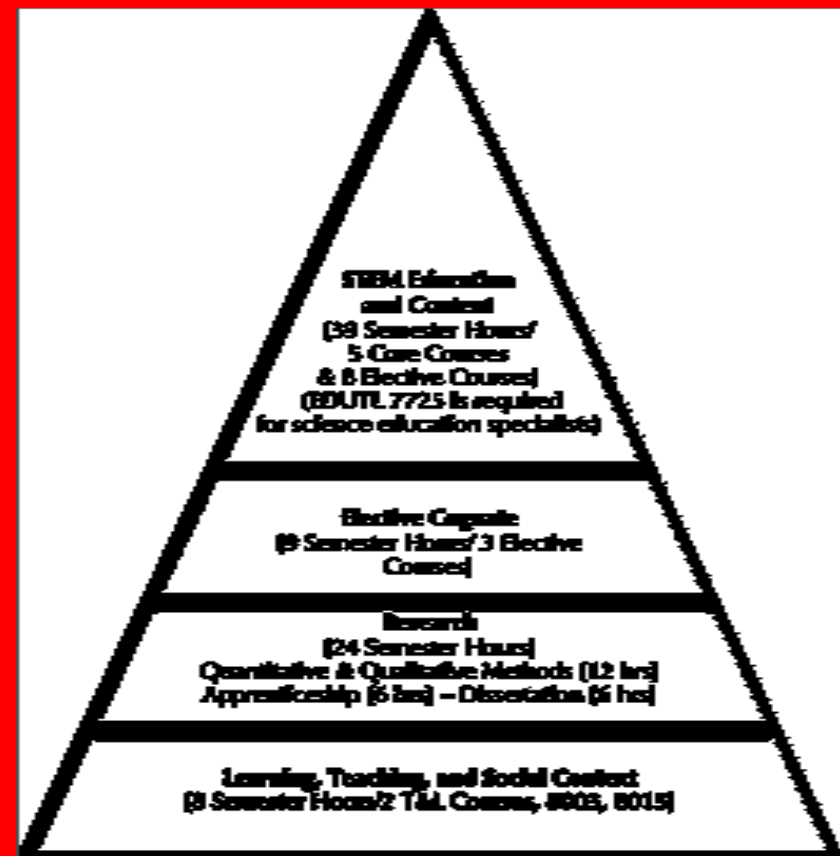 STEM Education
and Content
(39 Semester Hours/
5 Core Courses
& 8 Elective Courses)
(EDUTL 7725 is required
for science education specialists)
Elective Cognate
(9 Semester Hours/ 3 Elective
Courses)
Research
(24 Semester Hours)
Quantitative & Qualitative Methods (12 hrs)
Apprenticeship (6 hrs) – Dissertation (6 hrs)
Learning, Teaching, and Social Context
Semester Hours/2 T&L Courses, 8015)